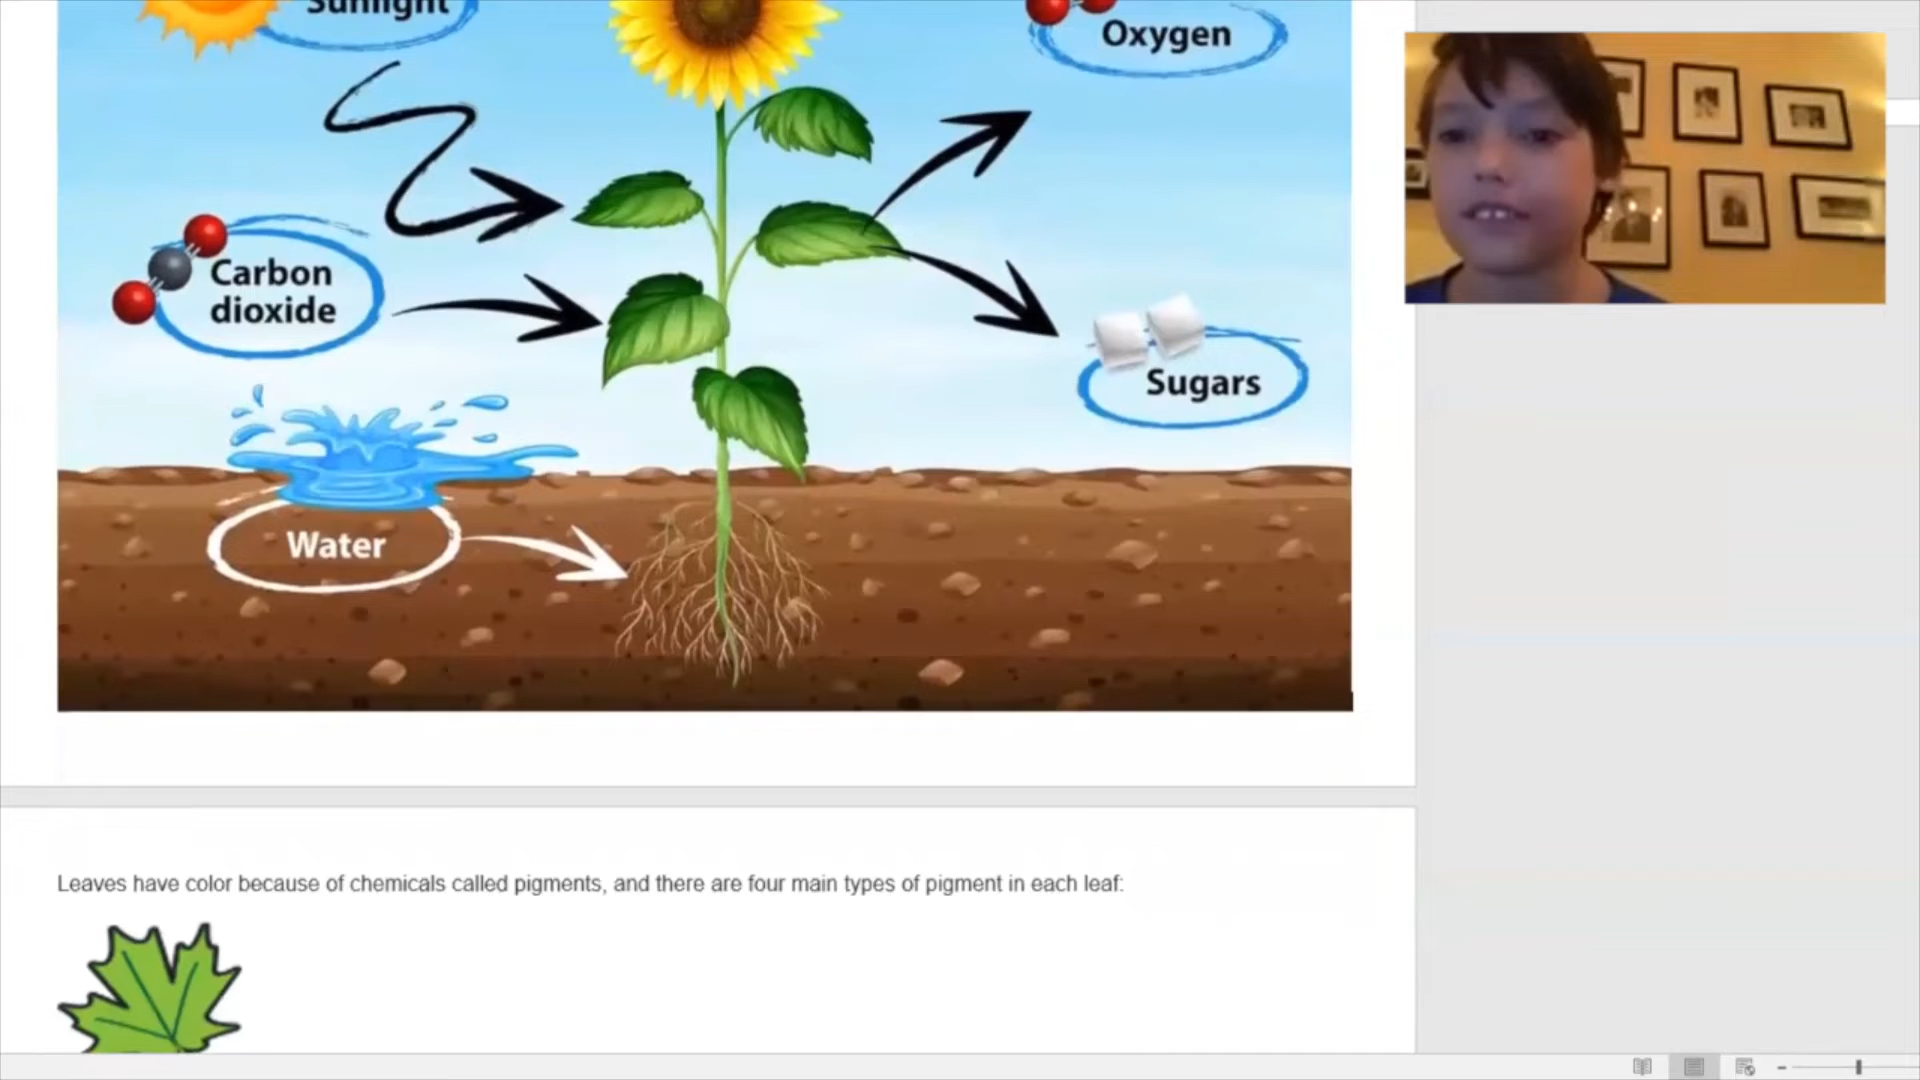 Sunlight
Oxygen
Carbon
dioxide
Sugars
Water
Leaves have color because of chemicals called pigments, and there are four main types of pigment in each leaf: